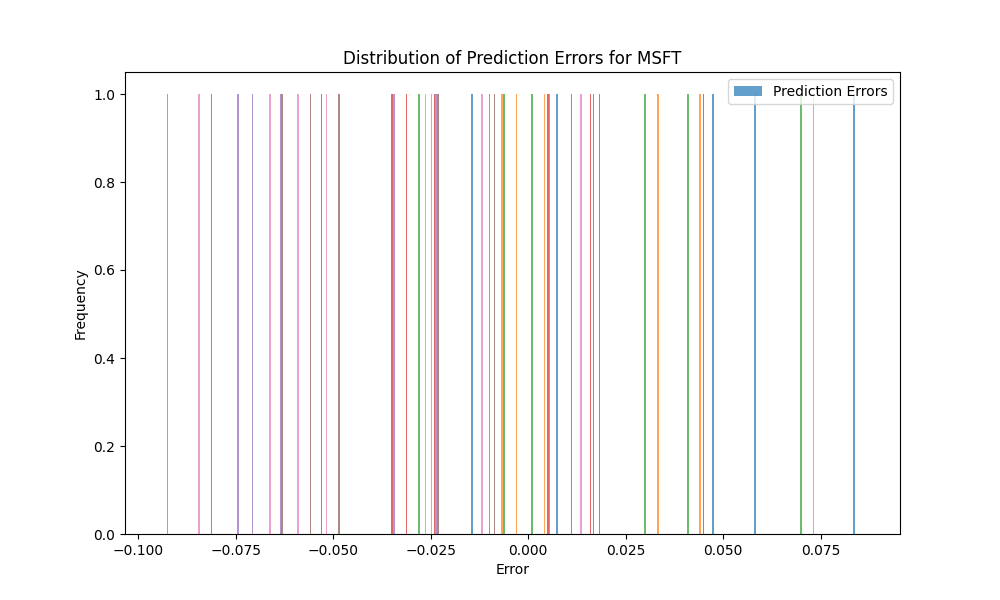 Distribution of Prediction Errors for MSFT
Prediction Errors
1.0
0.8
0.6
0.4
0.2
0.0
Frequency
−0.100 −0.075 −0.050 −0.025 0.000 0.025 0.050 0.075
Error